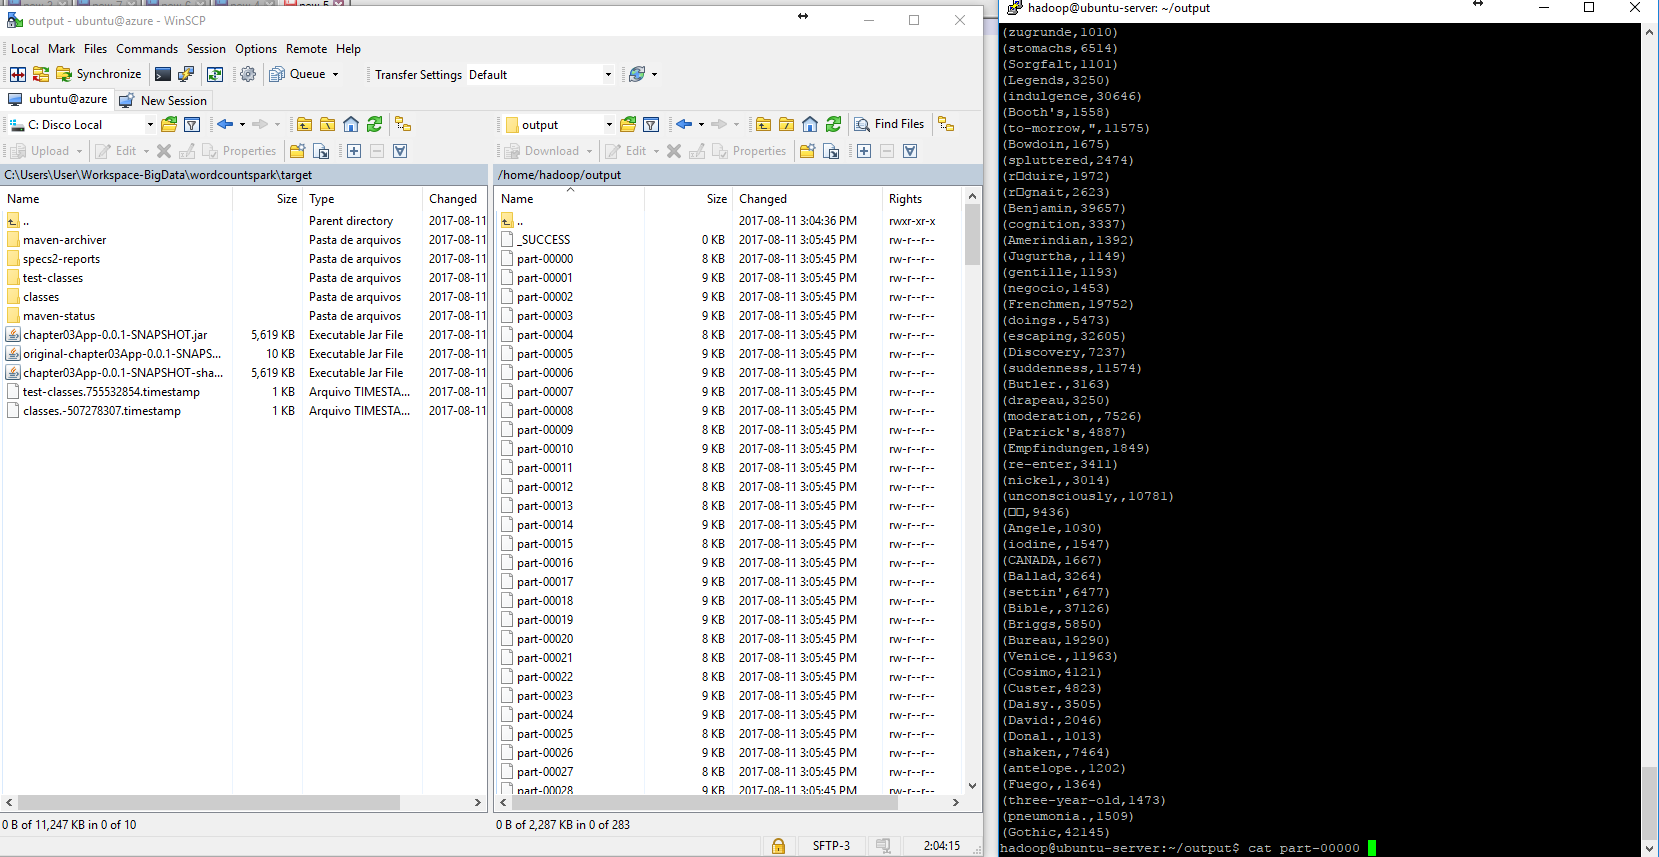 output - ubuntu@azure - WinSCP
Local Mark Files Commands Session Options Remote Help
Synchronize Queue Transfer Settings Default
ubuntu@azure New Session
C: Disco Local
Upload Edit Properties
C:\Users\User\Workspace-BigData\wordcountspark\target
Name Size Type Changed
.. Parent directory 2017-08-11
maven-archiver Pasta de arquivos 2017-08-11
specs2-reports Pasta de arquivos 2017-08-11
test-classes Pasta de arquivos 2017-08-11
classes Pasta de arquivos 2017-08-11
maven-status Pasta de arquivos 2017-08-11
chapter03App-0.0.1-SNAPSHOT.jar 5,619 KB Executable Jar File 2017-08-11
original-chapter03App-0.0.1-SNAPS... 10 KB Executable Jar File 2017-08-11
chapter03App-0.0.1-SNAPSHOT-sha... 5,619 KB Executable Jar File 2017-08-11
test-classes.755532854.timestamp 1 KB Arquivo TIMESTA... 2017-08-11
classes.-507278307.timestamp 1 KB Arquivo TIMESTA... 2017-08-11
0 B of 11,247 KB in 0 of 10
output Find Files
Download Edit Properties
/home/hadoop/output
Name Size Changed Rights
.. 2017-08-11 3:04:36 PM rwxr-xr-x
_SUCCESS 0 KB 2017-08-11 3:05:45 PM rw-r--r--
part-00000 8 KB 2017-08-11 3:05:45 PM rw-r--r--
part-00001 9 KB 2017-08-11 3:05:45 PM rw-r--r--
part-00002 9 KB 2017-08-11 3:05:45 PM rw-r--r--
part-00003 9 KB 2017-08-11 3:05:45 PM rw-r--r--
part-00004 8 KB 2017-08-11 3:05:45 PM rw-r--r--
part-00005 9 KB 2017-08-11 3:05:45 PM rw-r--r--
part-00006 9 KB 2017-08-11 3:05:45 PM rw-r--r--
part-00007 9 KB 2017-08-11 3:05:45 PM rw-r--r--
part-00008 9 KB 2017-08-11 3:05:45 PM rw-r--r--
part-00009 8 KB 2017-08-11 3:05:45 PM rw-r--r--
part-00010 9 KB 2017-08-11 3:05:45 PM rw-r--r--
part-00011 8 KB 2017-08-11 3:05:45 PM rw-r--r--
part-00012 8 KB 2017-08-11 3:05:45 PM rw-r--r--
part-00013 8 KB 2017-08-11 3:05:45 PM rw-r--r--
part-00014 9 KB 2017-08-11 3:05:45 PM rw-r--r--
part-00015 8 KB 2017-08-11 3:05:45 PM rw-r--r--
part-00016 9 KB 2017-08-11 3:05:45 PM rw-r--r--
part-00017 9 KB 2017-08-11 3:05:45 PM rw-r--r--
part-00018 9 KB 2017-08-11 3:05:45 PM rw-r--r--
part-00019 9 KB 2017-08-11 3:05:45 PM rw-r--r--
part-00020 8 KB 2017-08-11 3:05:45 PM rw-r--r--
part-00021 8 KB 2017-08-11 3:05:45 PM rw-r--r--
part-00022 8 KB 2017-08-11 3:05:45 PM rw-r--r--
part-00023 9 KB 2017-08-11 3:05:45 PM rw-r--r--
part-00024 9 KB 2017-08-11 3:05:45 PM rw-r--r--
part-00025 8 KB 2017-08-11 3:05:45 PM rw-r--r--
part-00026 9 KB 2017-08-11 3:05:45 PM rw-r--r--
part-00027 8 KB 2017-08-11 3:05:45 PM rw-r--r--
part-00028 9 KB 2017-08-11 3:05:45 PM rw-r--r--
0 B of 2,287 KB in 0 of 283
SFTP-3 2:04:15
hadoop@ubuntu-server: ~/output
(zugrunde,1010)
(stomachs,6514)
(Sorgfalt,1101)
(Legends,3250)
(indulgence,30646)
(Booth's,1558)
(to-morrow,",11575)
(Bowdoin,1675)
(spluttered,2474)
(r□duire,1972)
(r□gnait,2623)
(Benjamin,39657)
(cognition,3337)
(Amerindian,1392)
(Jugurtha,,1149)
(gentille,1193)
(negocio,1453)
(Frenchmen,19752)
(doings.,5473)
(escaping,32605)
(Discovery,7237)
(suddenness,11574)
(Butler.,3163)
(drapeau,3250)
(moderation,,7526)
(Patrick's,4887)
(Empfindungen,1849)
(re-enter,3411)
(nickel,,3014)
(unconsciously,,10781)
(□□,9436)
(Angele,1030)
(iodine,,1547)
(CANADA,1667)
(Ballad,3264)
(settin',6477)
(Bible,,37126)
(Briggs,5850)
(Bureau,19290)
(Venice.,11963)
(Cosimo,4121)
(Custer,4823)
(Daisy.,3505)
(David:,2046)
(Donal.,1013)
(shaken,,7464)
(antelope.,1202)
(Fuego,,1364)
(three-year-old,1473)
(pneumonia.,1509)
(Gothic,42145)
hadoop@ubuntu-server:~/output$ cat part-00000